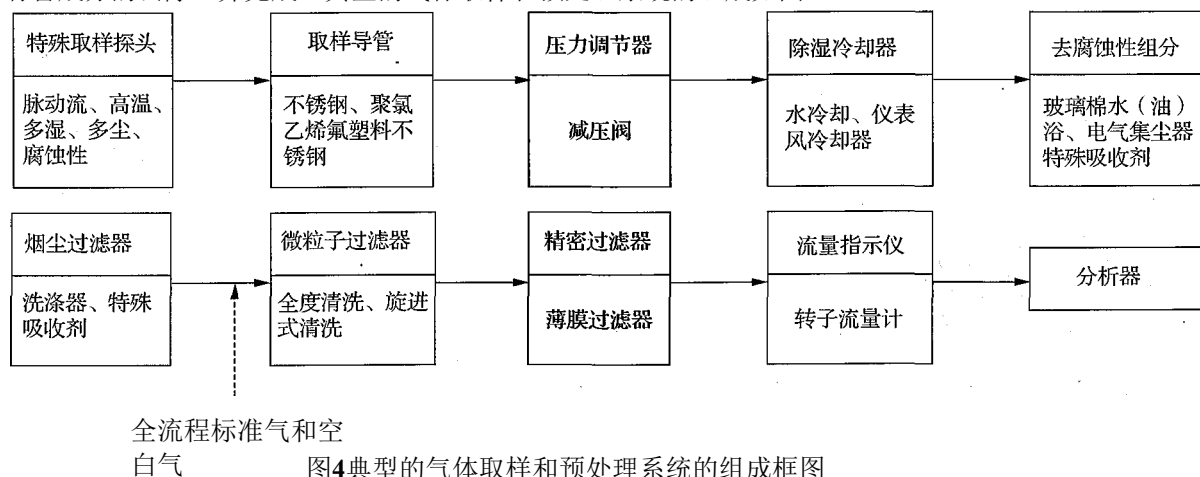 特殊取样探头
脉动流、高温、
多湿、多尘、
腐蚀性
取样导管
不锈钢、聚氯
乙烯氟塑料不
锈钢
压力调节器
减压阀
除湿冷却器
水冷却、仪表
风冷却器
去腐蚀性组分
玻璃棉水（油）
浴、电气集尘器
特殊吸收剂
烟尘过滤器
洗涤器、特殊
吸收剂
微粒子过滤器
全度清洗、旋进
式清洗
精密过滤器
薄膜过滤器
流量指示仪
转子流量计
分析器
全流程标准气和空
白气
图4典型的气体取样和预处理系统的组成框图